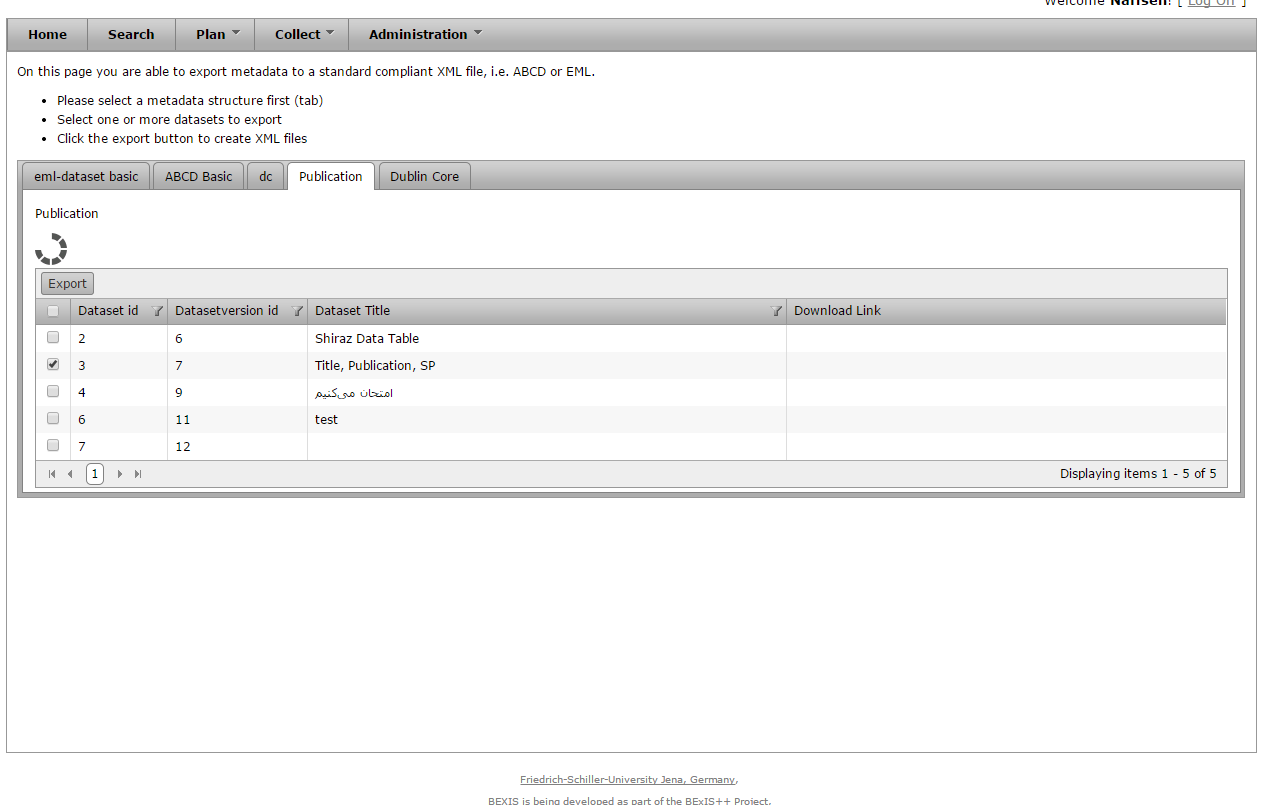 Welcome Nafiseh! [ Log Off ]
Home Search Plan Collect Administration
On this page you are able to export metadata to a standard compliant XML file, i.e. ABCD or EML.
• Please select a metadata structure first (tab)
• Select one or more datasets to export
• Click the export button to create XML files
eml-dataset basic ABCD Basic dc Publication Dublin Core
Publication
Export
Dataset id Datasetversion id Dataset Title Download Link
2 6 Shiraz Data Table
3 7 Title, Publication, SP
4 9 امتحان می‌کنیم
6 11 test
7 12
1 Displaying items 1 - 5 of 5
Friedrich-Schiller-University Jena, Germany,
BEXIS is being developed as part of the BExIS++ Project.